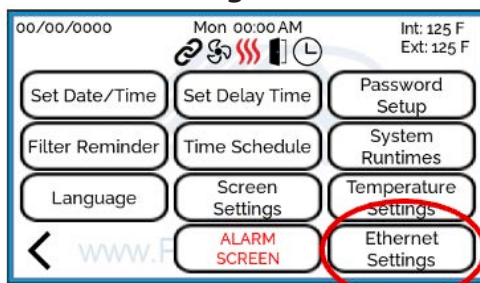 00/00/0000
Mon 00:00 AM
Int: 125 F
Ext: 125 F
Set Date/Time
Set Delay Time
Password
Setup
Filter Reminder
Time Schedule
System
Runtimes
Language
Screen
Settings
Temperature
Settings
www.
ALARM
SCREEN
Ethernet
Settings